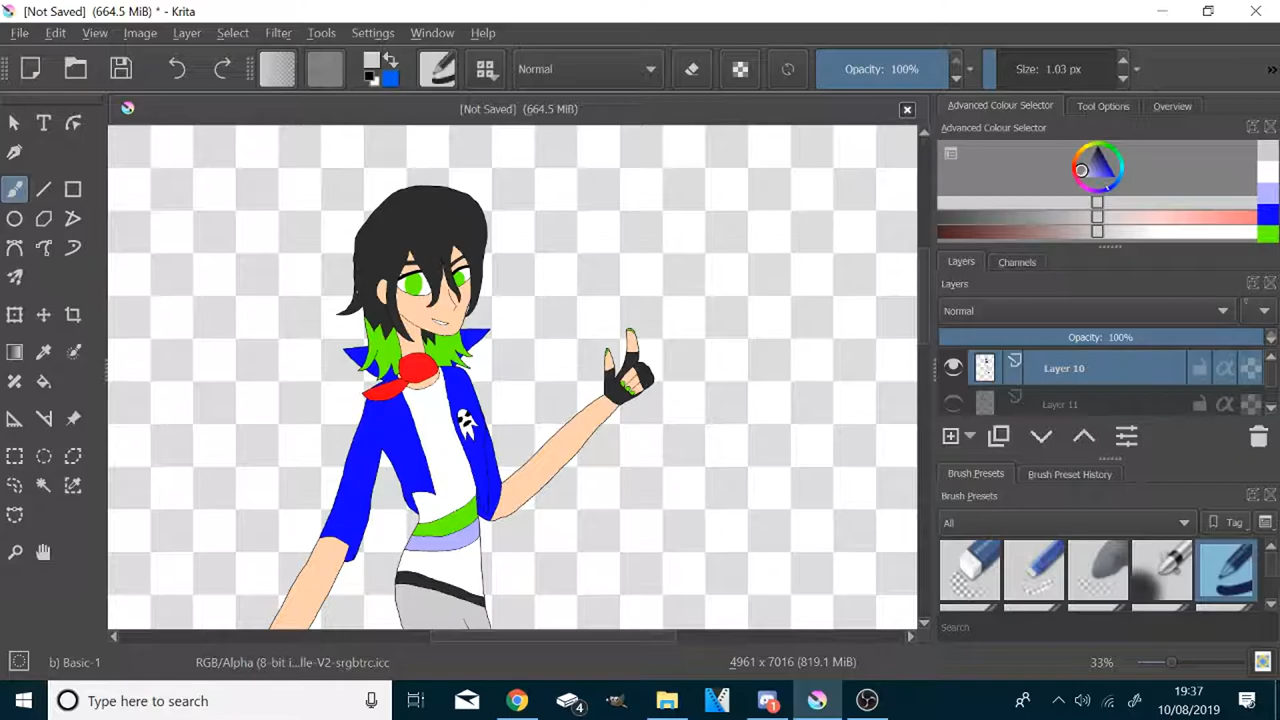 [Not Saved] (664.5 MiB) * - Krita
File Edit View Image Layer Select Filter Tools Settings Window Help
Normal
Opacity: 100%
Size: 1.03 px
»
[Not Saved] (664.5 MiB)
Advanced Colour Selector
Tool Options
Overview
Advanced Colour Selector
Layers
Channels
Layers
Normal
Opacity: 100%
Layer 10
Layer 11
Brush Presets
Brush Preset History
Brush Presets
All
Tag
Search
b) Basic-1
RGB/Alpha (8-bit i...lle-V2-srgbtrc.icc
4961 x 7016 (819.1 MiB)
33%
Type here to search
4
1
19:37
10/08/2019